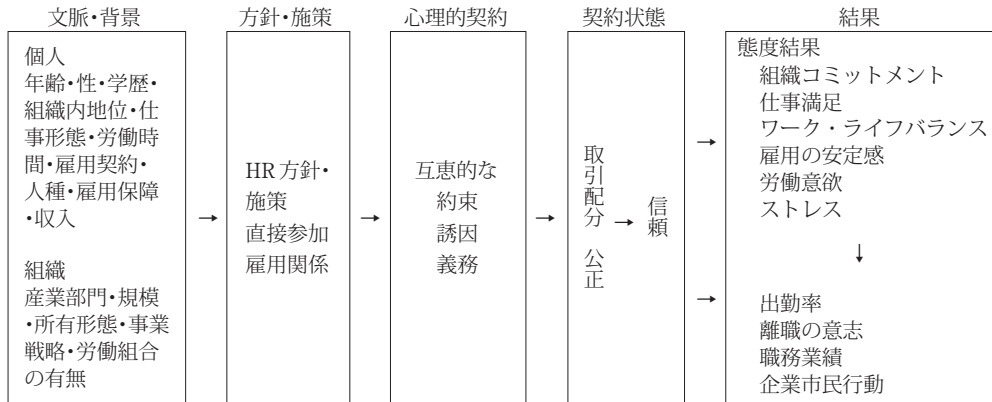 文脈・背景
個人
年齢・性・学歴・
組織内地位・仕
事形態・労働時
間・雇用契約・
人種・雇用保障
・収入
組織
産業部門・規模
・所有形態・事業
戦略・労働組合
の有無
→
方針・施策
HR 方針・
施策
直接参加
雇用関係
→
心理的契約
互恵的な
約束
誘因
義務
→
契約状態
取引配分 公正
→
信頼
→
→
結果
態度結果
組織コミットメント
仕事満足
ワーク・ライフバランス
雇用の安定感
労働意欲
ストレス
↓
出勤率
離職の意志
職務業績
企業市民行動